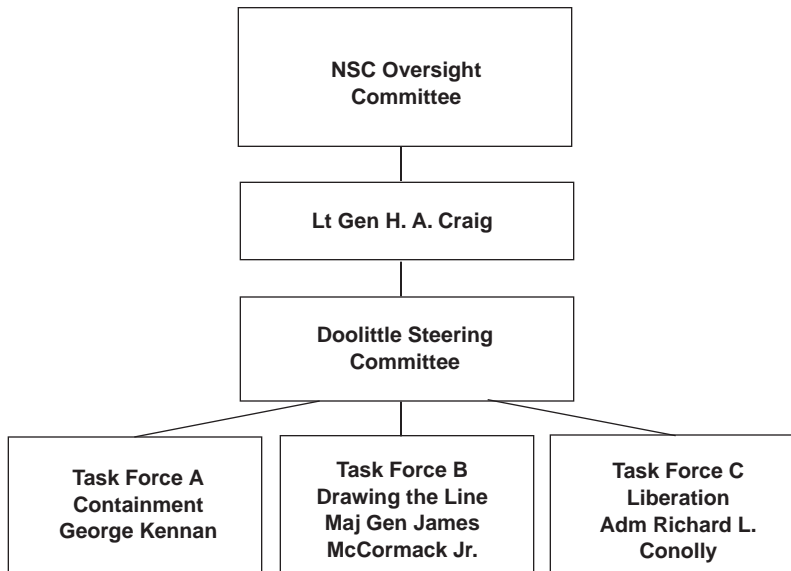 NSC Oversight
Committee
Lt Gen H. A. Craig
Doolittle Steering
Committee
Task Force A
Containment
George Kennan
Task Force B
Drawing the Line
Maj Gen James
McCormack Jr.
Task Force C
Liberation
Adm Richard L.
Conolly